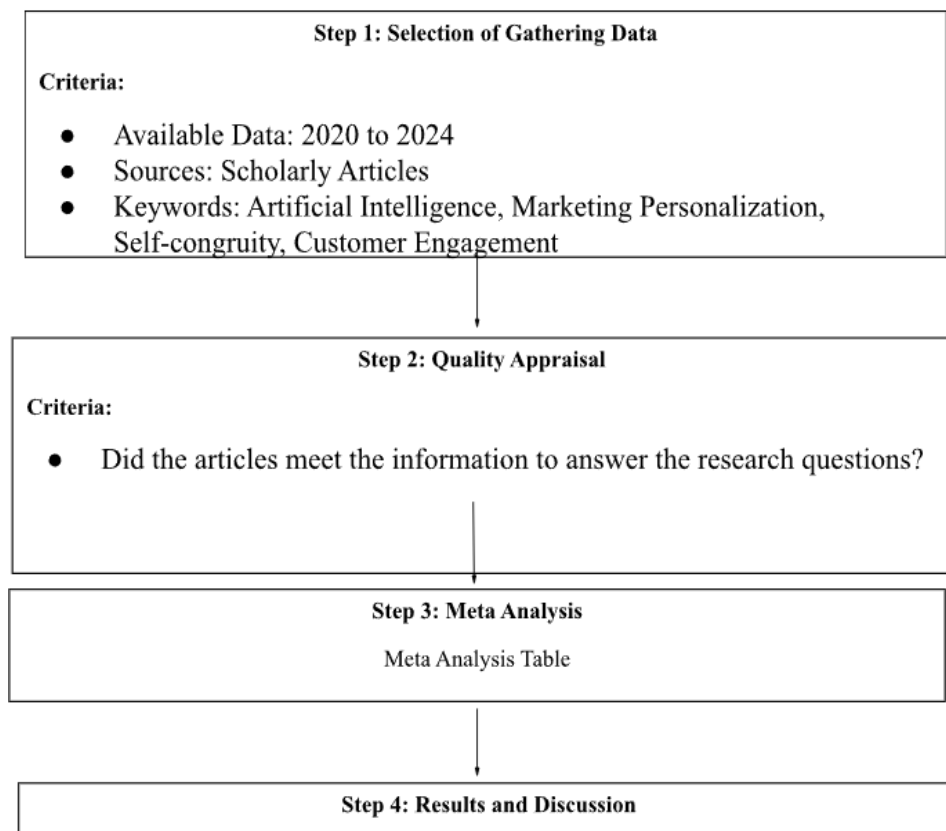 Step 1: Selection of Gathering Data
Criteria:
● Available Data: 2020 to 2024
● Sources: Scholarly Articles
● Keywords: Artificial Intelligence, Marketing Personalization,
Self-congruity, Customer Engagement
Step 2: Quality Appraisal
Criteria:
● Did the articles meet the information to answer the research questions?
Step 3: Meta Analysis
Meta Analysis Table
Step 4: Results and Discussion